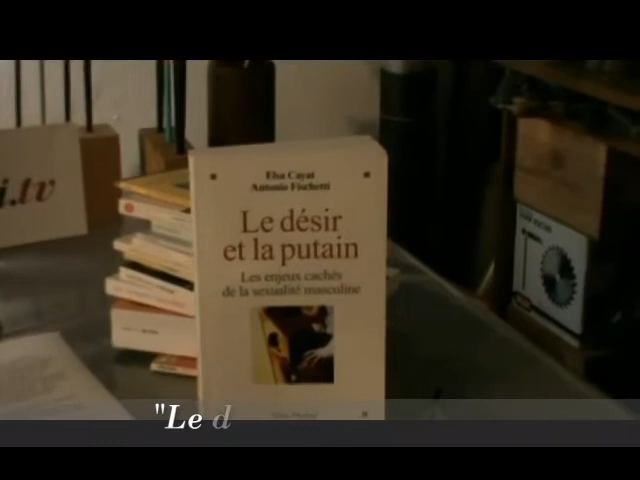 i.tv
Elsa Cayat
Antonio Fischetti
Le désir
et la putain
Les enjeux cachés
de la sexualité masculine
"Le d